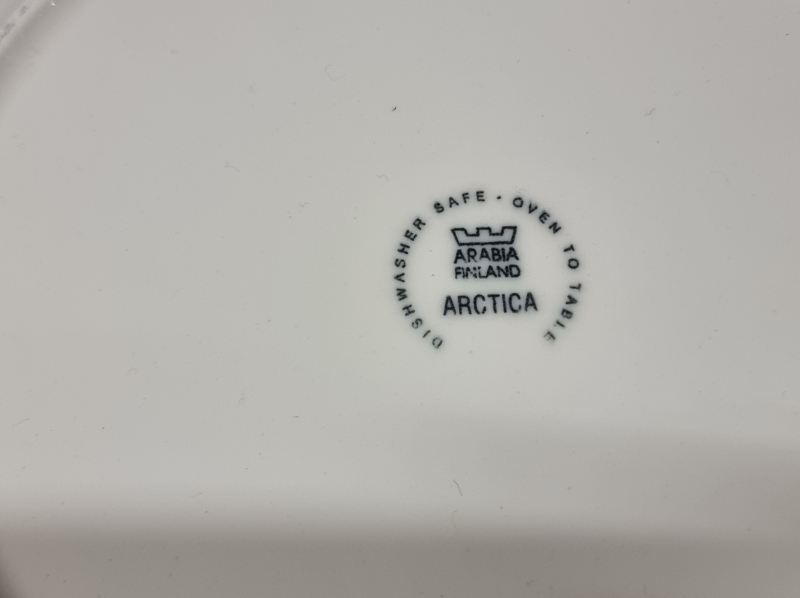 DISHWASHER SAFE · OVEN TO TABLE
ARABIA
FINLAND
ARCTICA